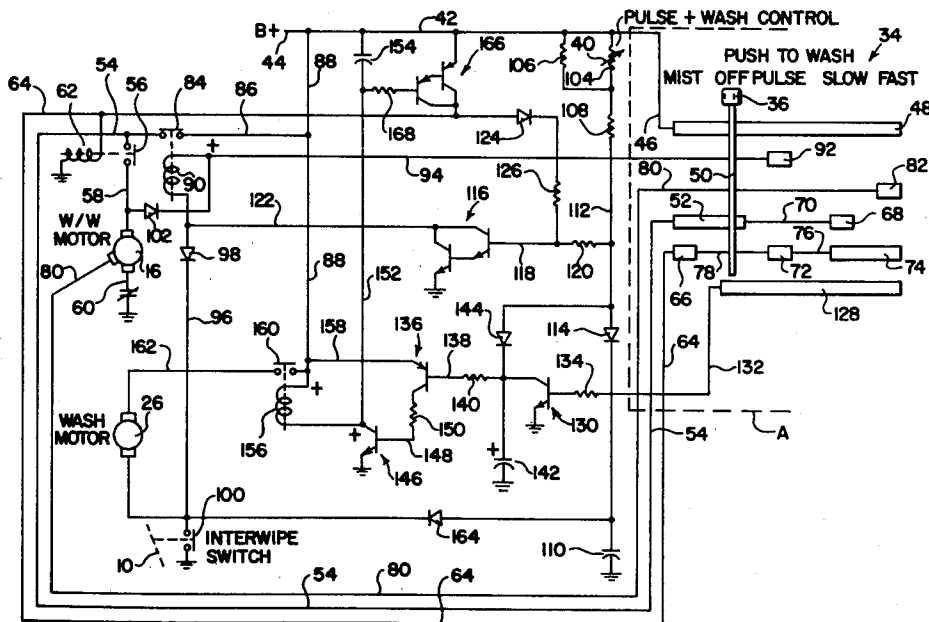 PULSE + WASH CONTROL
B+ 42
154 166 40
44 106 104
34
PUSH TO WASH
MIST OFF PULSE SLOW FAST
36
64 54 56 84 88
62 86 168 124 108 46 48
90 94 50 92
58 126 80 82
W/W MOTOR
102 122 116 112 52 70 68
80 16 98 118 120 76
60 88 152 66 78 72 74
96 144 114 128
162 160 158 136 138 134 64 132
140
WASH MOTOR
26 156 150 130 54 A
148 142
146
100
INTERWIPE SWITCH
10 164 110
54 80 64
+ + + +